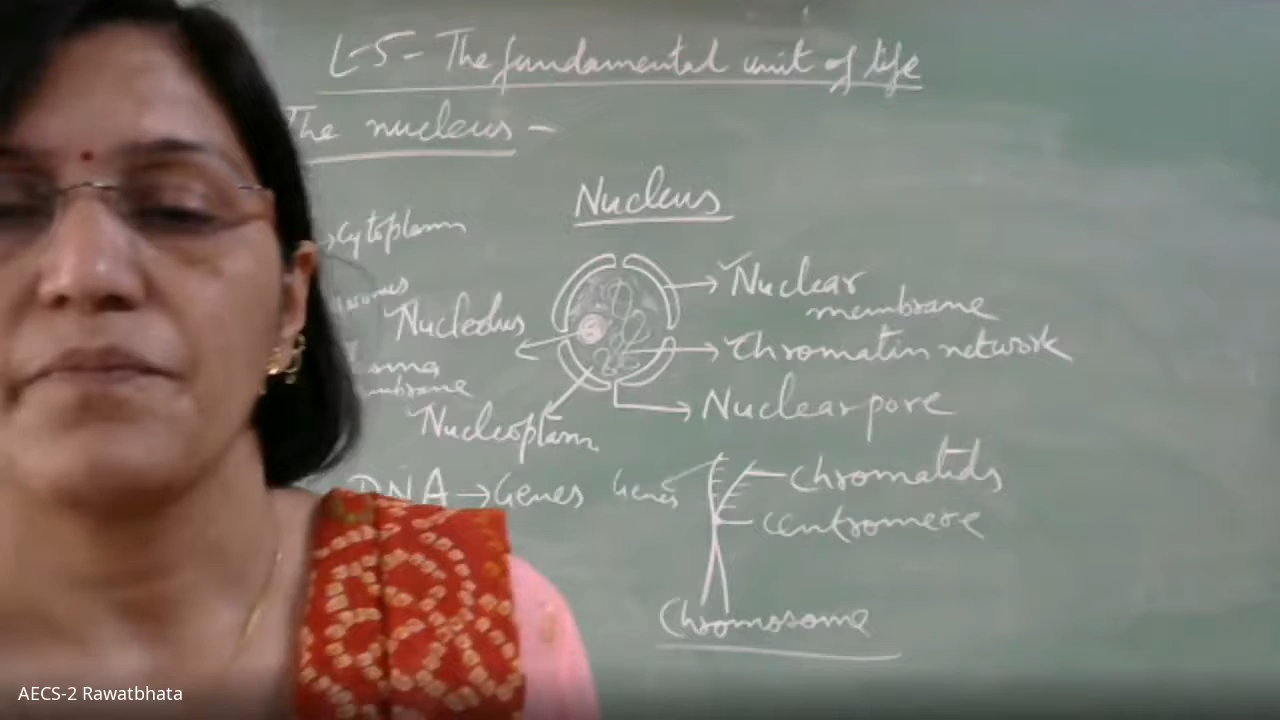 L-5- The fundamental unit of life
The nucleus -
Nucleus
Cytoplasm
Nuclear
membrane
Nucleolus
Chromatin network
Nuclear pore
Nucleoplasm
Chromatids
DNA → Genes Genes
Centromere
Chromosome
AECS-2 Rawatbhata